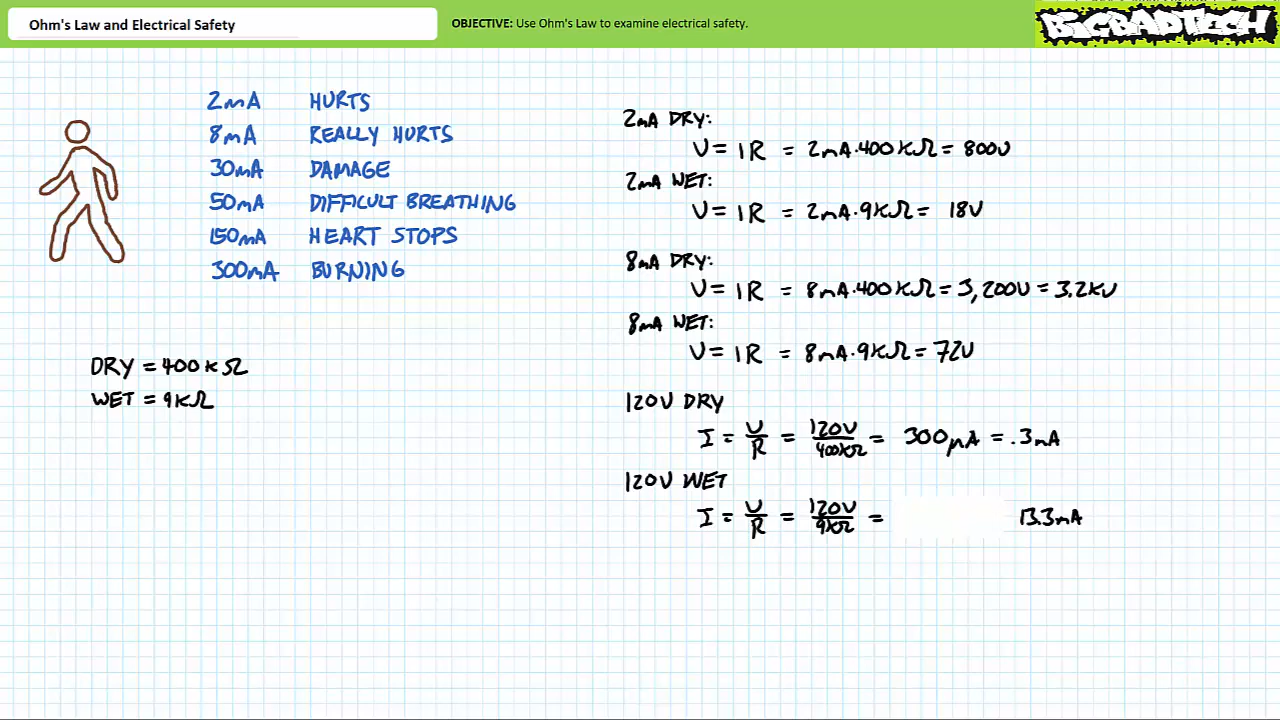 Ohm's Law and Electrical Safety
OBJECTIVE: Use Ohm's Law to examine electrical safety.
BIGBADTECH
2mA HURTS
8mA REALLY HURTS
30mA DAMAGE
50mA DIFFICULT BREATHING
150mA HEART STOPS
300mA BURNING
DRY = 400kΩ
WET = 9kΩ
2mA DRY:
V = IR = 2mA·400kΩ = 800V
2mA WET:
V = IR = 2mA·9kΩ = 18V
8mA DRY:
V = IR = 8mA·400kΩ = 3,200V = 3.2kV
8mA WET:
V = IR = 8mA·9kΩ = 72V
120V DRY
I = V/R = 120V/400kΩ = 300µA = .3mA
120V WET
I = V/R = 120V/9kΩ = 13.3mA